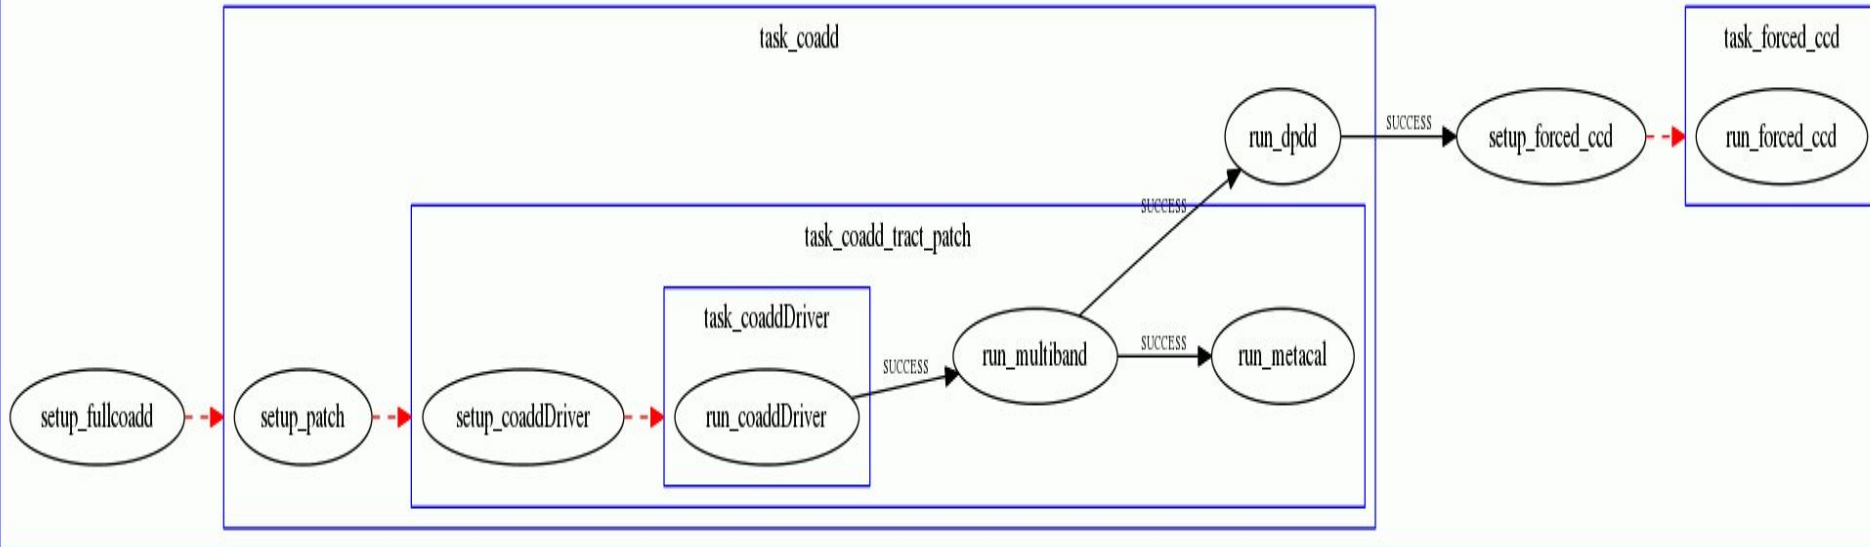 task_coadd
task_forced_ccd
run_dpdd
SUCCESS
setup_forced_ccd
run_forced_ccd
SUCCESS
task_coadd_tract_patch
task_coaddDriver
run_multiband
SUCCESS
run_metacal
SUCCESS
setup_fullcoadd
setup_patch
setup_coaddDriver
run_coaddDriver